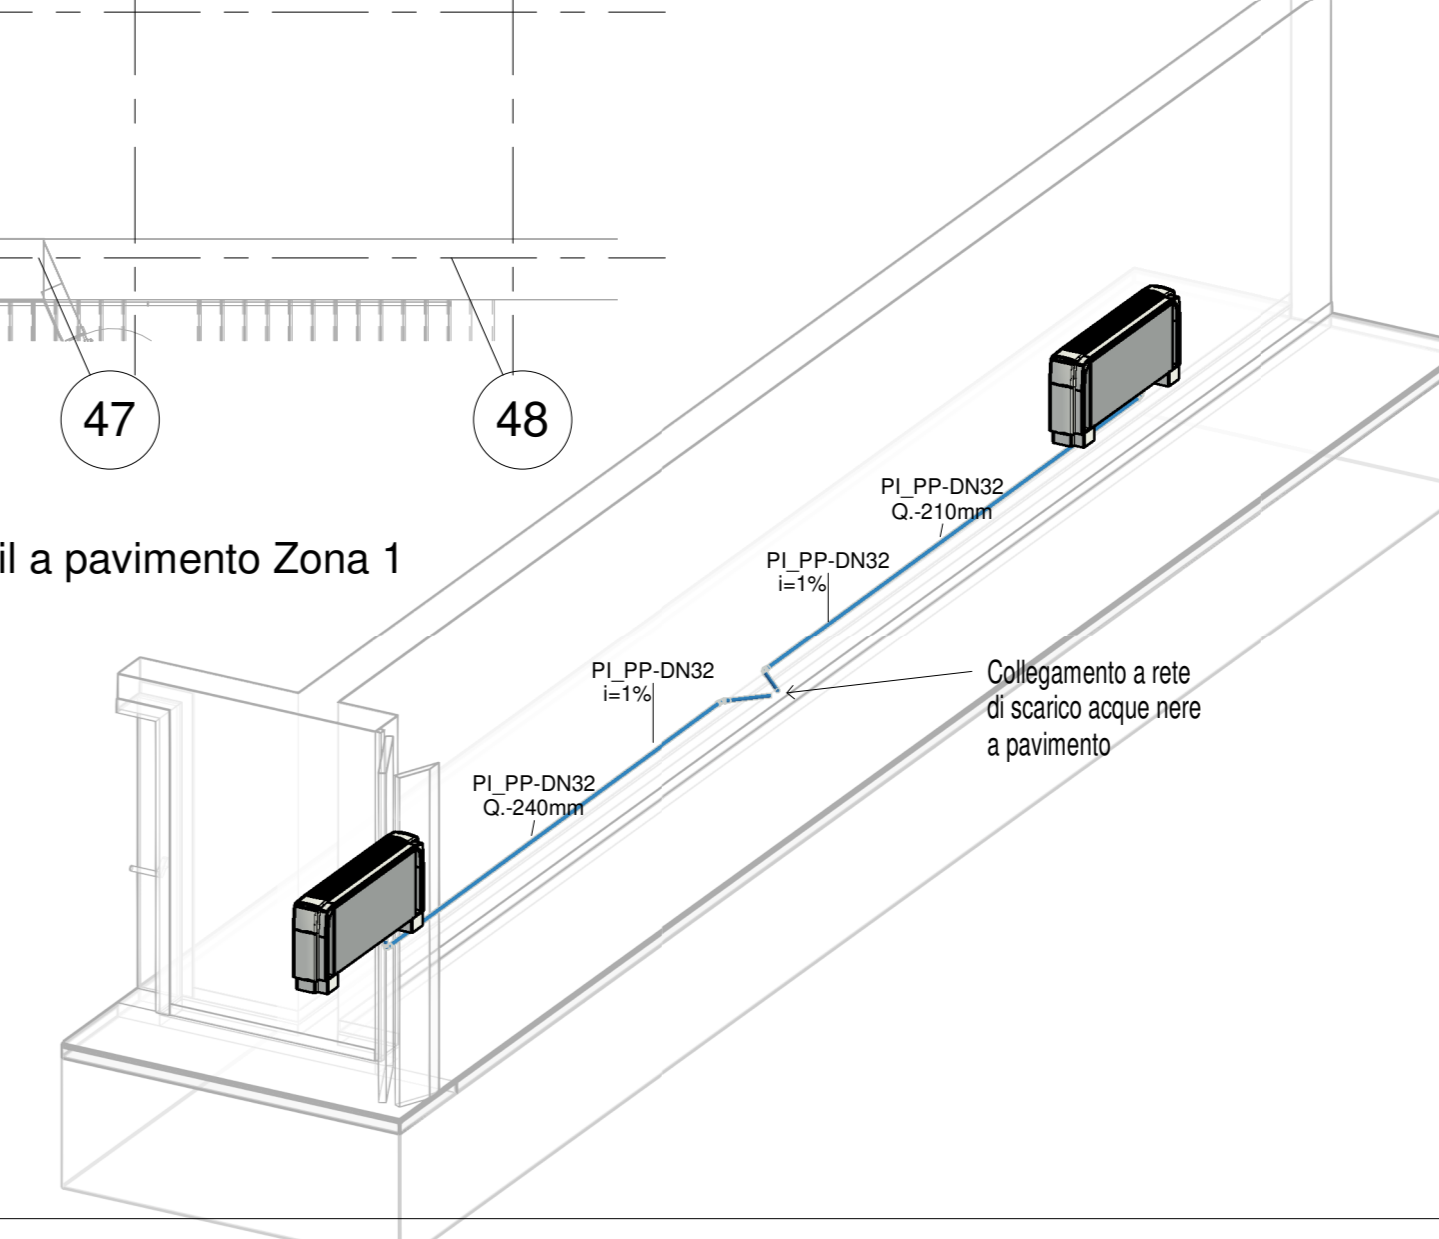 47
48
il a pavimento Zona 1
PI_PP-DN32
Q.-210mm
PI_PP-DN32
i=1%
PI_PP-DN32
i=1%
Collegamento a rete
di scarico acque nere
a pavimento
PI_PP-DN32
Q.-240mm